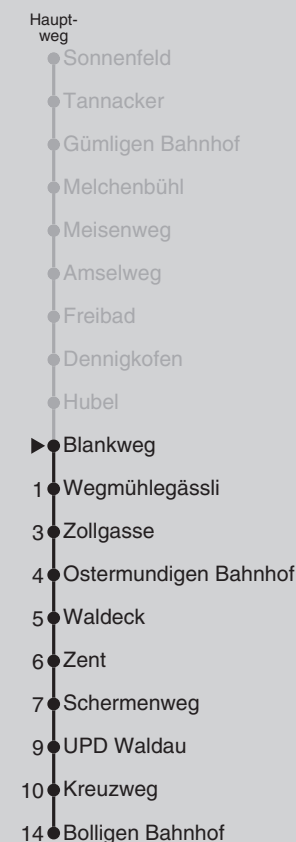 Haupt-
weg
Sonnenfeld
Tannacker
Gümligen Bahnhof
Melchenbühl
Meisenweg
Amselweg
Freibad
Dennigkofen
Hubel
Blankweg
1 Wegmühlegässli
3 Zollgasse
4 Ostermundigen Bahnhof
5 Waldeck
6 Zent
7 Schermenweg
9 UPD Waldau
10 Kreuzweg
14 Bolligen Bahnhof